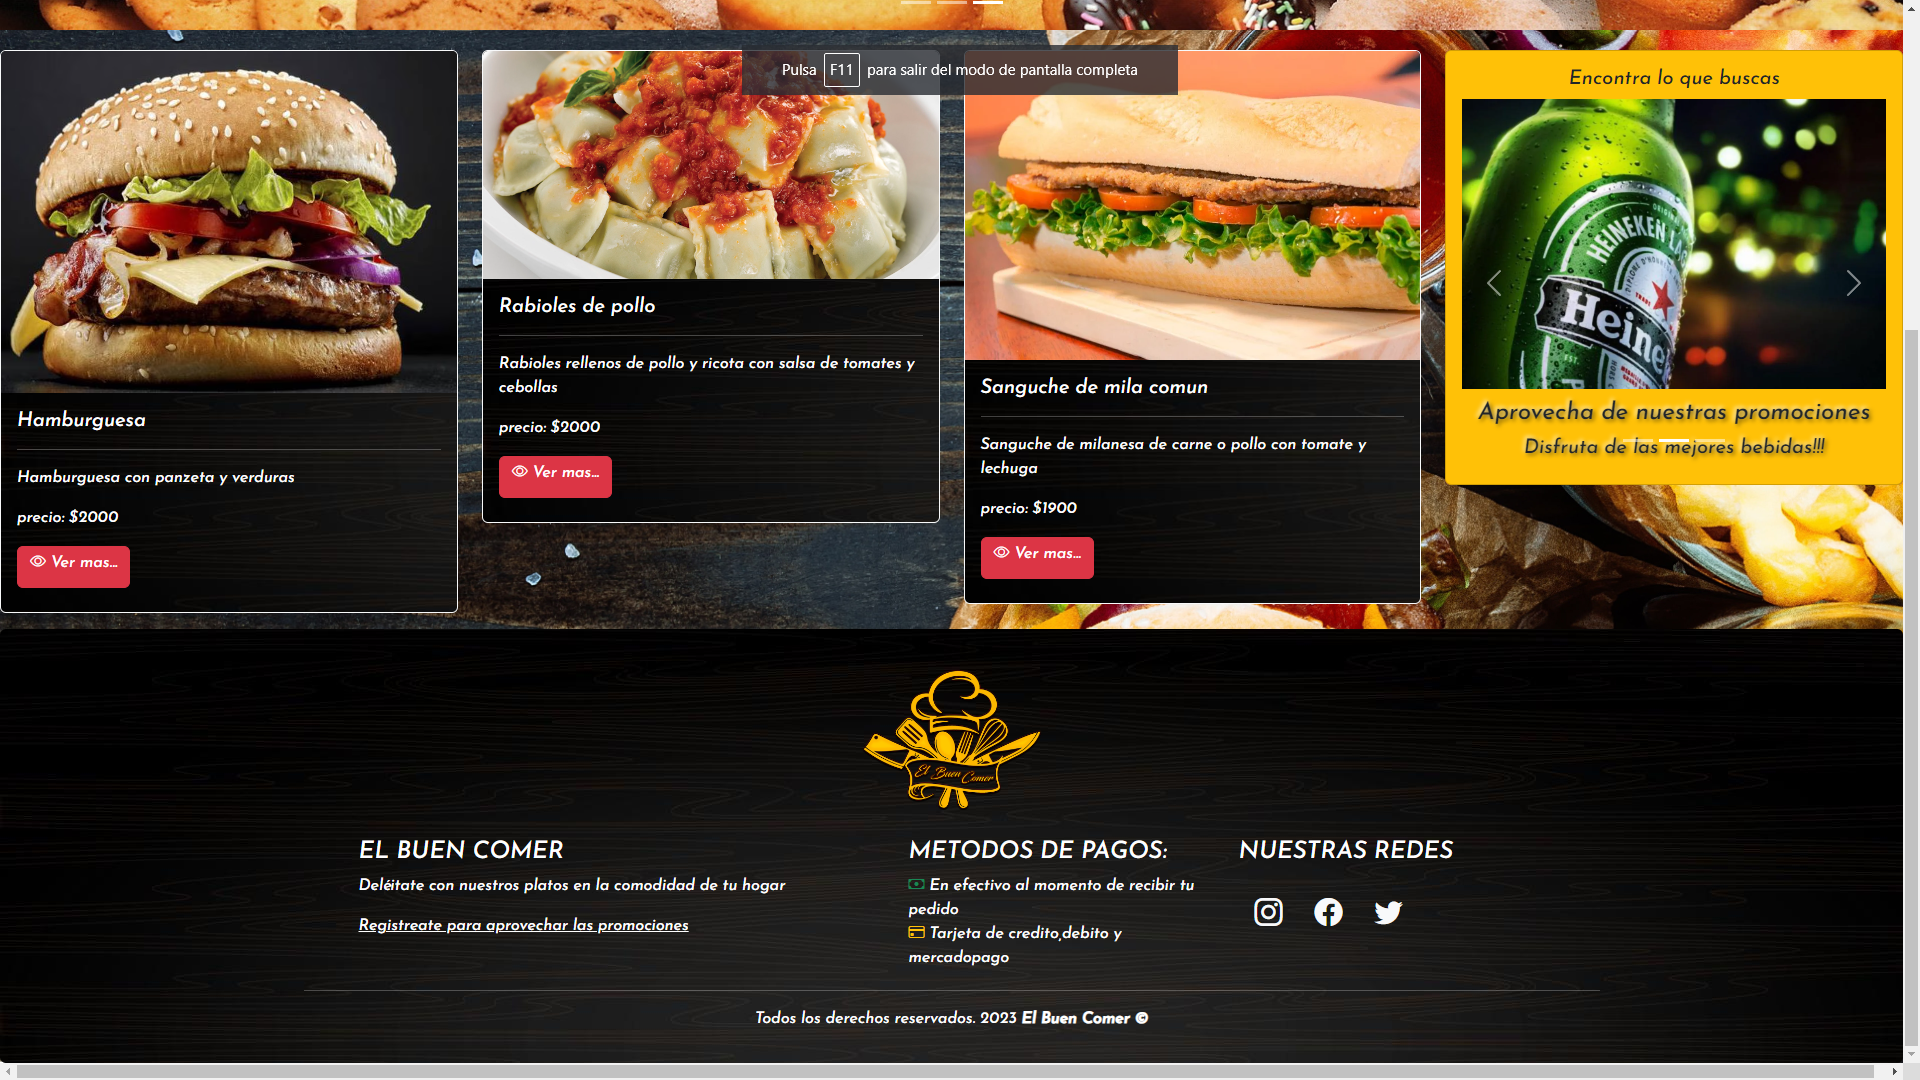 Pulsa F11 para salir del modo de pantalla completa
Hamburguesa
Hamburguesa con panzeta y verduras
precio: $2000
Ver mas...
Rabioles de pollo
Rabioles rellenos de pollo y ricota con salsa de tomates y
cebollas
precio: $2000
Ver mas...
Sanguche de mila comun
Sanguche de milanesa de carne o pollo con tomate y
lechuga
precio: $1900
Ver mas...
Encontra lo que buscas
HEINEKEN
TRADE
Heine
Aprovecha de nuestras promociones
Disfruta de las mejores bebidas!!!
El Buen Comer
EL BUEN COMER
Deléitate con nuestros platos en la comodidad de tu hogar
Registreate para aprovechar las promociones
METODOS DE PAGOS:
En efectivo al momento de recibir tu
pedido
Tarjeta de credito,debito y
mercadopago
NUESTRAS REDES
Todos los derechos reservados. 2023 El Buen Comer ©